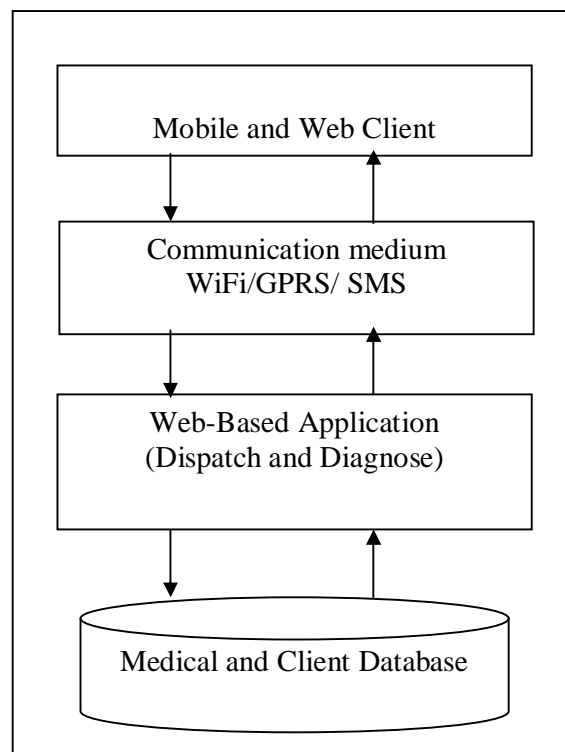 Mobile and Web Client
Communication medium
WiFi/GPRS/ SMS
Web-Based Application
(Dispatch and Diagnose)
Medical and Client Database